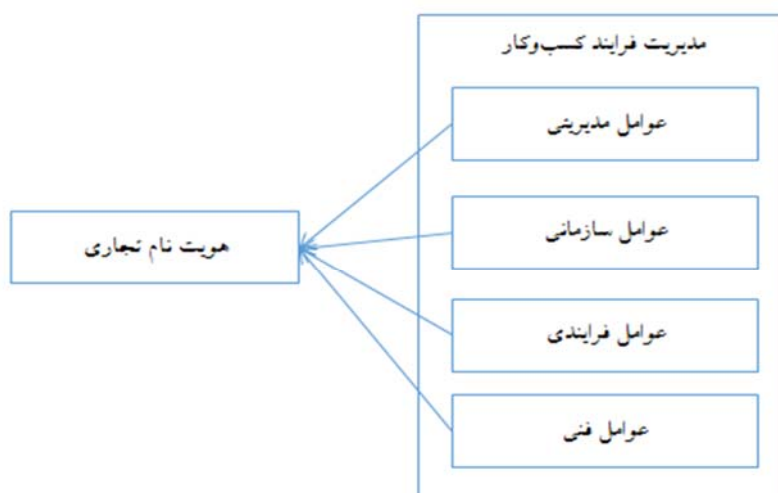 مدیریت فرایند کسب‌وکار
عوامل مدیریتی
عوامل سازمانی
هویت نام تجاری
عوامل فرایندی
عوامل فنی